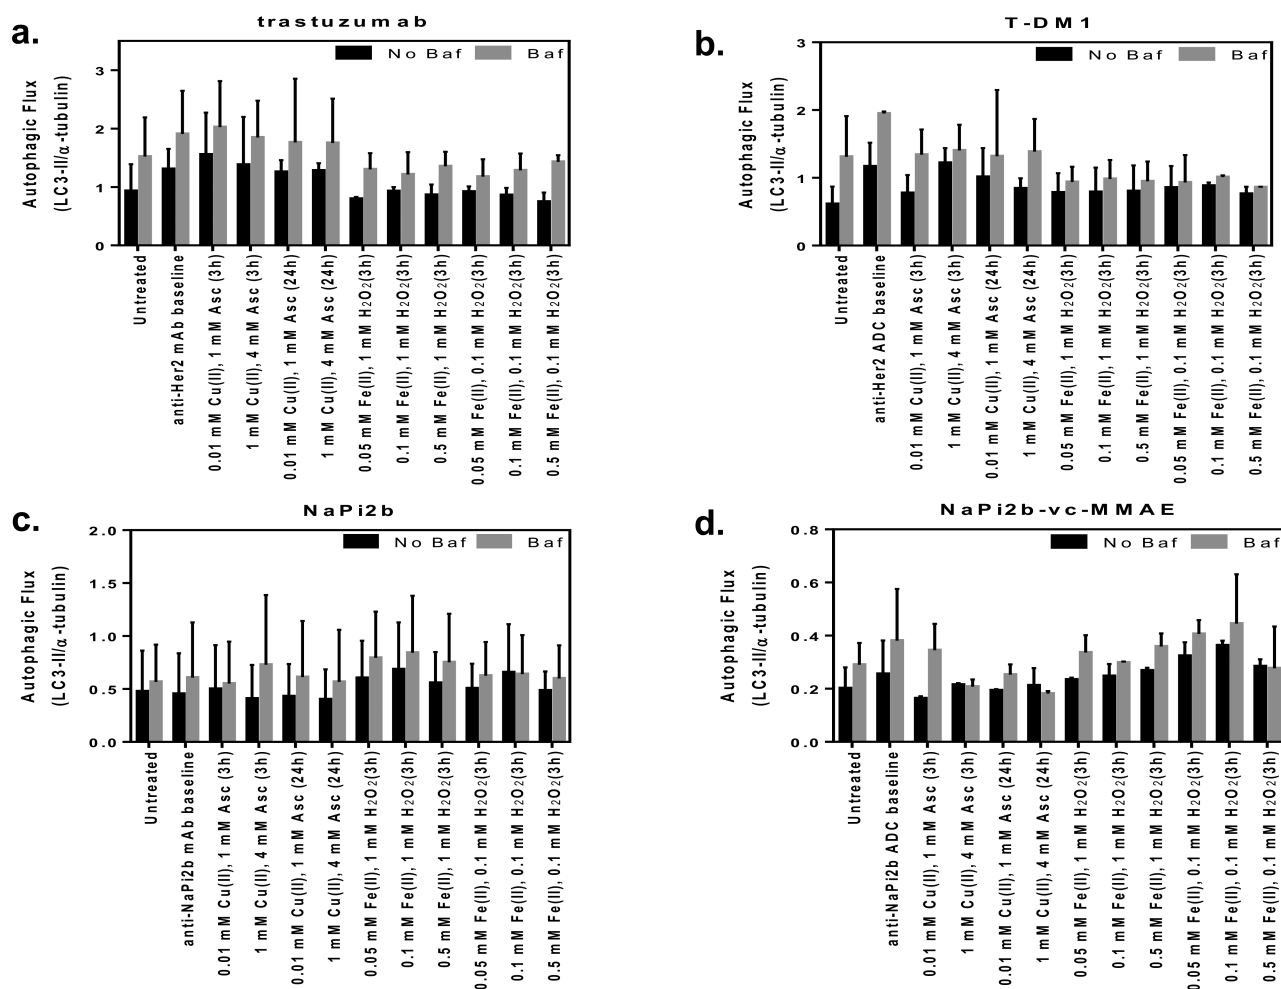 a.
trastuzumab
No Baf
Baf
Autophagic Flux
(LC3-II/α-tubulin)
3
2
1
0
Untreated
anti-Her2 mAb baseline
0.01 mM Cu(II), 1 mM Asc (3h)
1 mM Cu(II), 4 mM Asc (3h)
0.01 mM Cu(II), 1 mM Asc (24h)
1 mM Cu(II), 4 mM Asc (24h)
0.05 mM Fe(II), 1 mM H₂O₂(3h)
0.1 mM Fe(II), 1 mM H₂O₂(3h)
0.5 mM Fe(II), 1 mM H₂O₂(3h)
0.05 mM Fe(II), 0.1 mM H₂O₂(3h)
0.1 mM Fe(II), 0.1 mM H₂O₂(3h)
0.5 mM Fe(II), 0.1 mM H₂O₂(3h)
b.
T-DM1
No Baf
Baf
Autophagic Flux
(LC3-II/α-tubulin)
3
2
1
0
Untreated
anti-Her2 ADC baseline
0.01 mM Cu(II), 1 mM Asc (3h)
1 mM Cu(II), 4 mM Asc (3h)
0.01 mM Cu(II), 1 mM Asc (24h)
1 mM Cu(II), 4 mM Asc (24h)
0.05 mM Fe(II), 1 mM H₂O₂(3h)
0.1 mM Fe(II), 1 mM H₂O₂(3h)
0.5 mM Fe(II), 1 mM H₂O₂(3h)
0.05 mM Fe(II), 0.1 mM H₂O₂(3h)
0.1 mM Fe(II), 0.1 mM H₂O₂(3h)
0.5 mM Fe(II), 0.1 mM H₂O₂(3h)
c.
NaPi2b
No Baf
Baf
Autophagic Flux
(LC3-II/α-tubulin)
2.0
1.5
1.0
0.5
0.0
Untreated
anti-NaPi2b mAb baseline
0.01 mM Cu(II), 1 mM Asc (3h)
1 mM Cu(II), 4 mM Asc (3h)
0.01 mM Cu(II), 1 mM Asc (24h)
1 mM Cu(II), 4 mM Asc (24h)
0.05 mM Fe(II), 1 mM H₂O₂(3h)
0.1 mM Fe(II), 1 mM H₂O₂(3h)
0.5 mM Fe(II), 1 mM H₂O₂(3h)
0.05 mM Fe(II), 0.1 mM H₂O₂(3h)
0.1 mM Fe(II), 0.1 mM H₂O₂(3h)
0.5 mM Fe(II), 0.1 mM H₂O₂(3h)
d.
NaPi2b-vc-MMAE
No Baf
Baf
Autophagic Flux
(LC3-II/α-tubulin)
0.8
0.6
0.4
0.2
0.0
Untreated
anti-NaPi2b ADC baseline
0.01 mM Cu(II), 1 mM Asc (3h)
1 mM Cu(II), 4 mM Asc (3h)
0.01 mM Cu(II), 1 mM Asc (24h)
1 mM Cu(II), 4 mM Asc (24h)
0.05 mM Fe(II), 1 mM H₂O₂(3h)
0.1 mM Fe(II), 1 mM H₂O₂(3h)
0.5 mM Fe(II), 1 mM H₂O₂(3h)
0.05 mM Fe(II), 0.1 mM H₂O₂(3h)
0.1 mM Fe(II), 0.1 mM H₂O₂(3h)
0.5 mM Fe(II), 0.1 mM H₂O₂(3h)